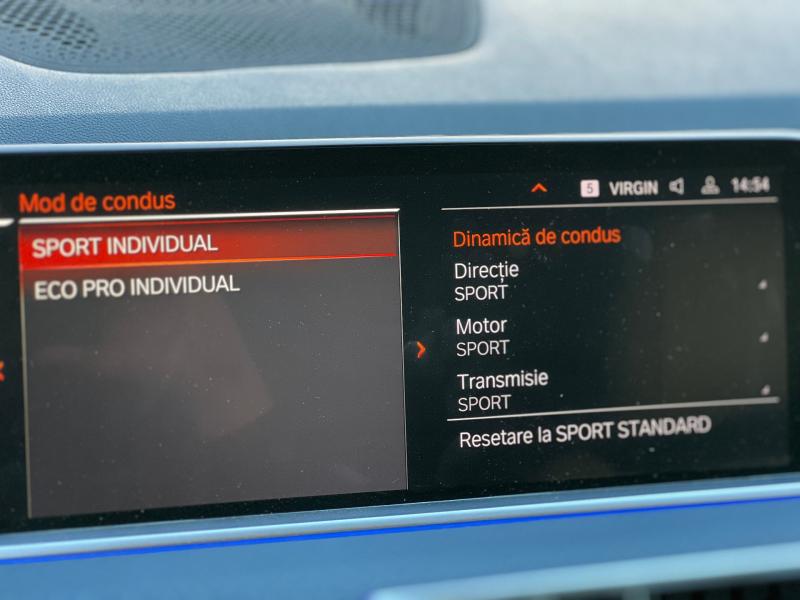 Mod de condus
SPORT INDIVIDUAL
ECO PRO INDIVIDUAL
5 VIRGIN 14:54
Dinamică de condus
Direcție
SPORT
Motor
SPORT
Transmisie
SPORT
Resetare la SPORT STANDARD